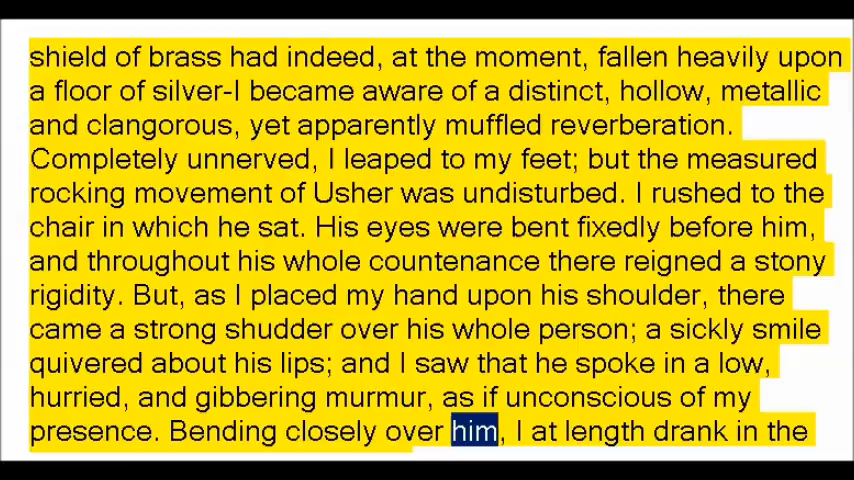 shield of brass had indeed, at the moment, fallen heavily upon
a floor of silver-I became aware of a distinct, hollow, metallic
and clangorous, yet apparently muffled reverberation.
Completely unnerved, I leaped to my feet; but the measured
rocking movement of Usher was undisturbed. I rushed to the
chair in which he sat. His eyes were bent fixedly before him,
and throughout his whole countenance there reigned a stony
rigidity. But, as I placed my hand upon his shoulder, there
came a strong shudder over his whole person; a sickly smile
quivered about his lips; and I saw that he spoke in a low,
hurried, and gibbering murmur, as if unconscious of my
presence. Bending closely over him, I at length drank in the